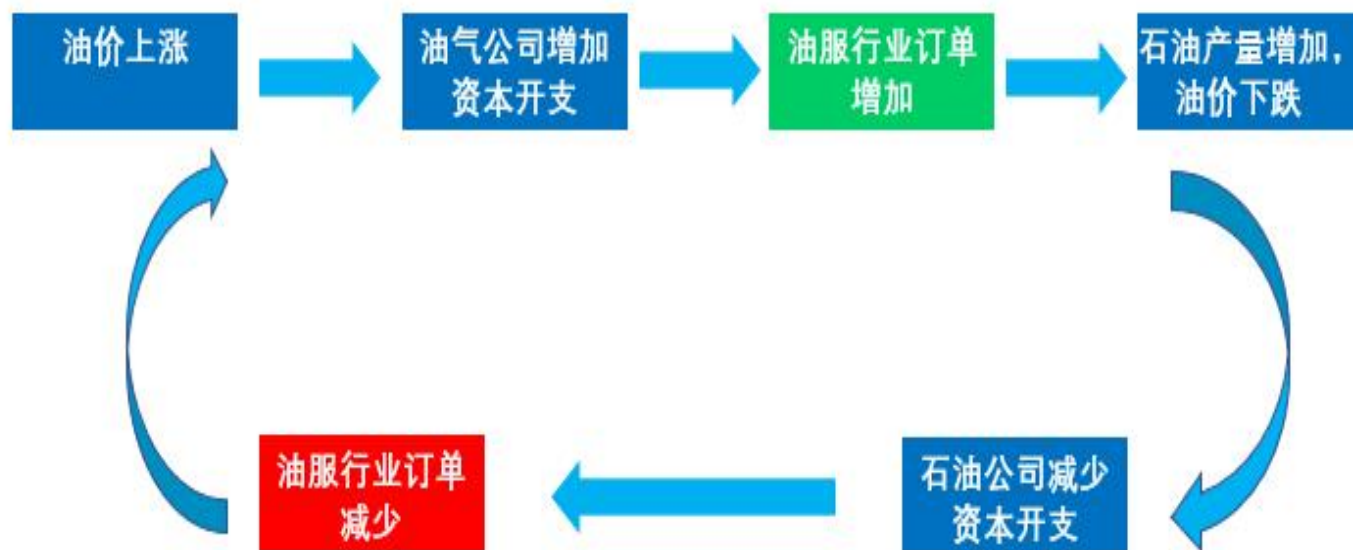 油价上涨
油气公司增加
资本开支
油服行业订单
增加
石油产量增加，
油价下跌
石油公司减少
资本开支
油服行业订单
减少